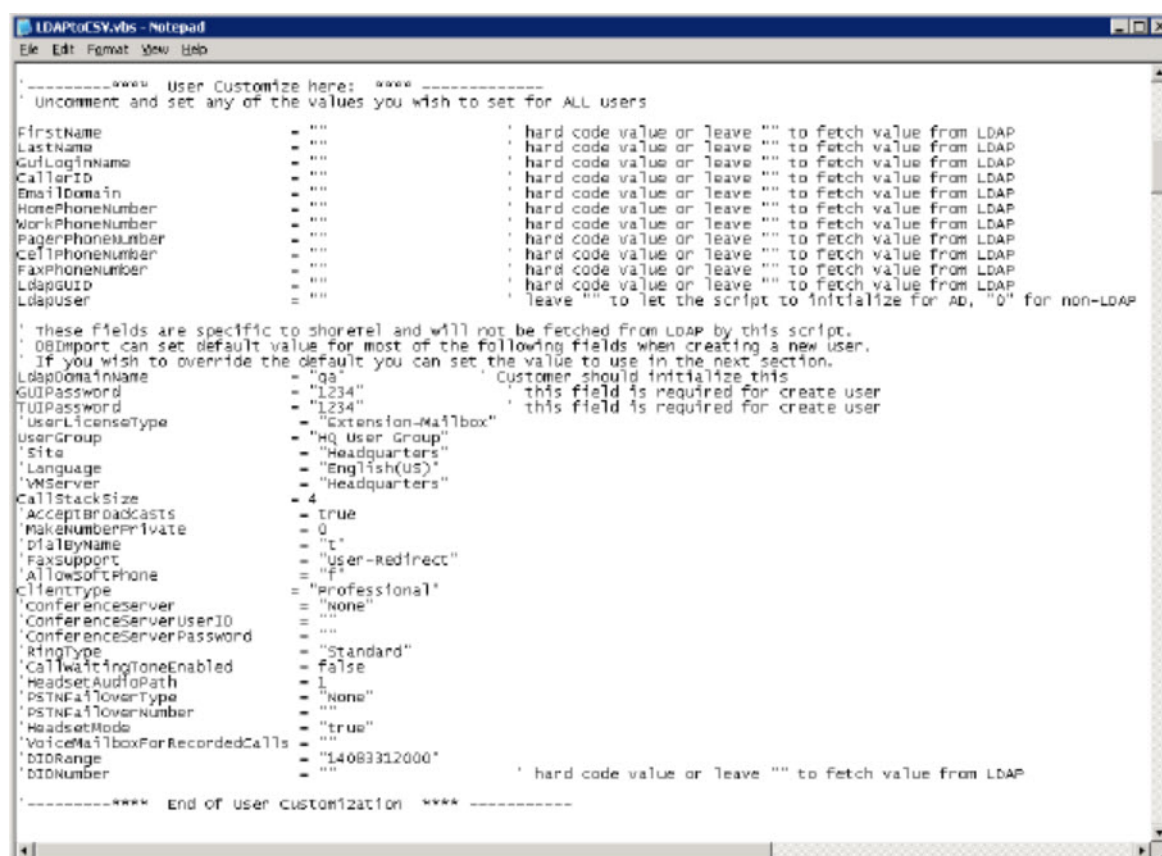 LDAPtoCSV.vbs - Notepad
File Edit Format View Help
'---------**** User Customize here: **** -------------
' Uncomment and set any of the values you wish to set for ALL users
FirstName = "" ' hard code value or leave "" to fetch value from LDAP
LastName = "" ' hard code value or leave "" to fetch value from LDAP
GuiLoginName = "" ' hard code value or leave "" to fetch value from LDAP
CallerID = "" ' hard code value or leave "" to fetch value from LDAP
EmailDomain = "" ' hard code value or leave "" to fetch value from LDAP
HomePhoneNumber = "" ' hard code value or leave "" to fetch value from LDAP
WorkPhoneNumber = "" ' hard code value or leave "" to fetch value from LDAP
PagerPhoneNumber = "" ' hard code value or leave "" to fetch value from LDAP
CellPhoneNumber = "" ' hard code value or leave "" to fetch value from LDAP
FaxPhoneNumber = "" ' hard code value or leave "" to fetch value from LDAP
LdapGUID = "" ' hard code value or leave "" to fetch value from LDAP
LdapUser = "" ' leave "" to let the script to initialize for AD, "0" for non-LDAP
' These fields are specific to ShoreTel and will not be fetched from LDAP by this script.
' DBImport can set default value for most of the following fields when creating a new user.
' If you wish to override the default you can set the value to use in the next section.
LdapDomainName = "qa" ' Customer should initialize this
GUIPassword = "1234" ' this field is required for create user
TUIPassword = "1234" ' this field is required for create user
'UserLicenseType = "Extension-Mailbox"
UserGroup = "HQ User Group"
'Site = "Headquarters"
'Language = "English(US)"
'VMServer = "Headquarters"
CallStackSize = 4
'AcceptBroadcasts = true
'MakeNumberPrivate = 0
'DialByName = "t"
'FaxSupport = "User-Redirect"
'AllowSoftPhone = "f"
ClientType = "Professional"
'ConferenceServer = "None"
'ConferenceServerUserID = ""
'ConferenceServerPassword = ""
'RingType = "Standard"
'CallWaitingToneEnabled = false
'HeadsetAudioPath = 1
'PSTNFailOverType = "None"
'PSTNFailOverNumber = ""
'HeadsetMode = "true"
'VoiceMailboxForRecordedCalls = ""
'DIDRange = "14083312000"
'DIDNumber = "" ' hard code value or leave "" to fetch value from LDAP
'---------**** End of User Customization **** -----------